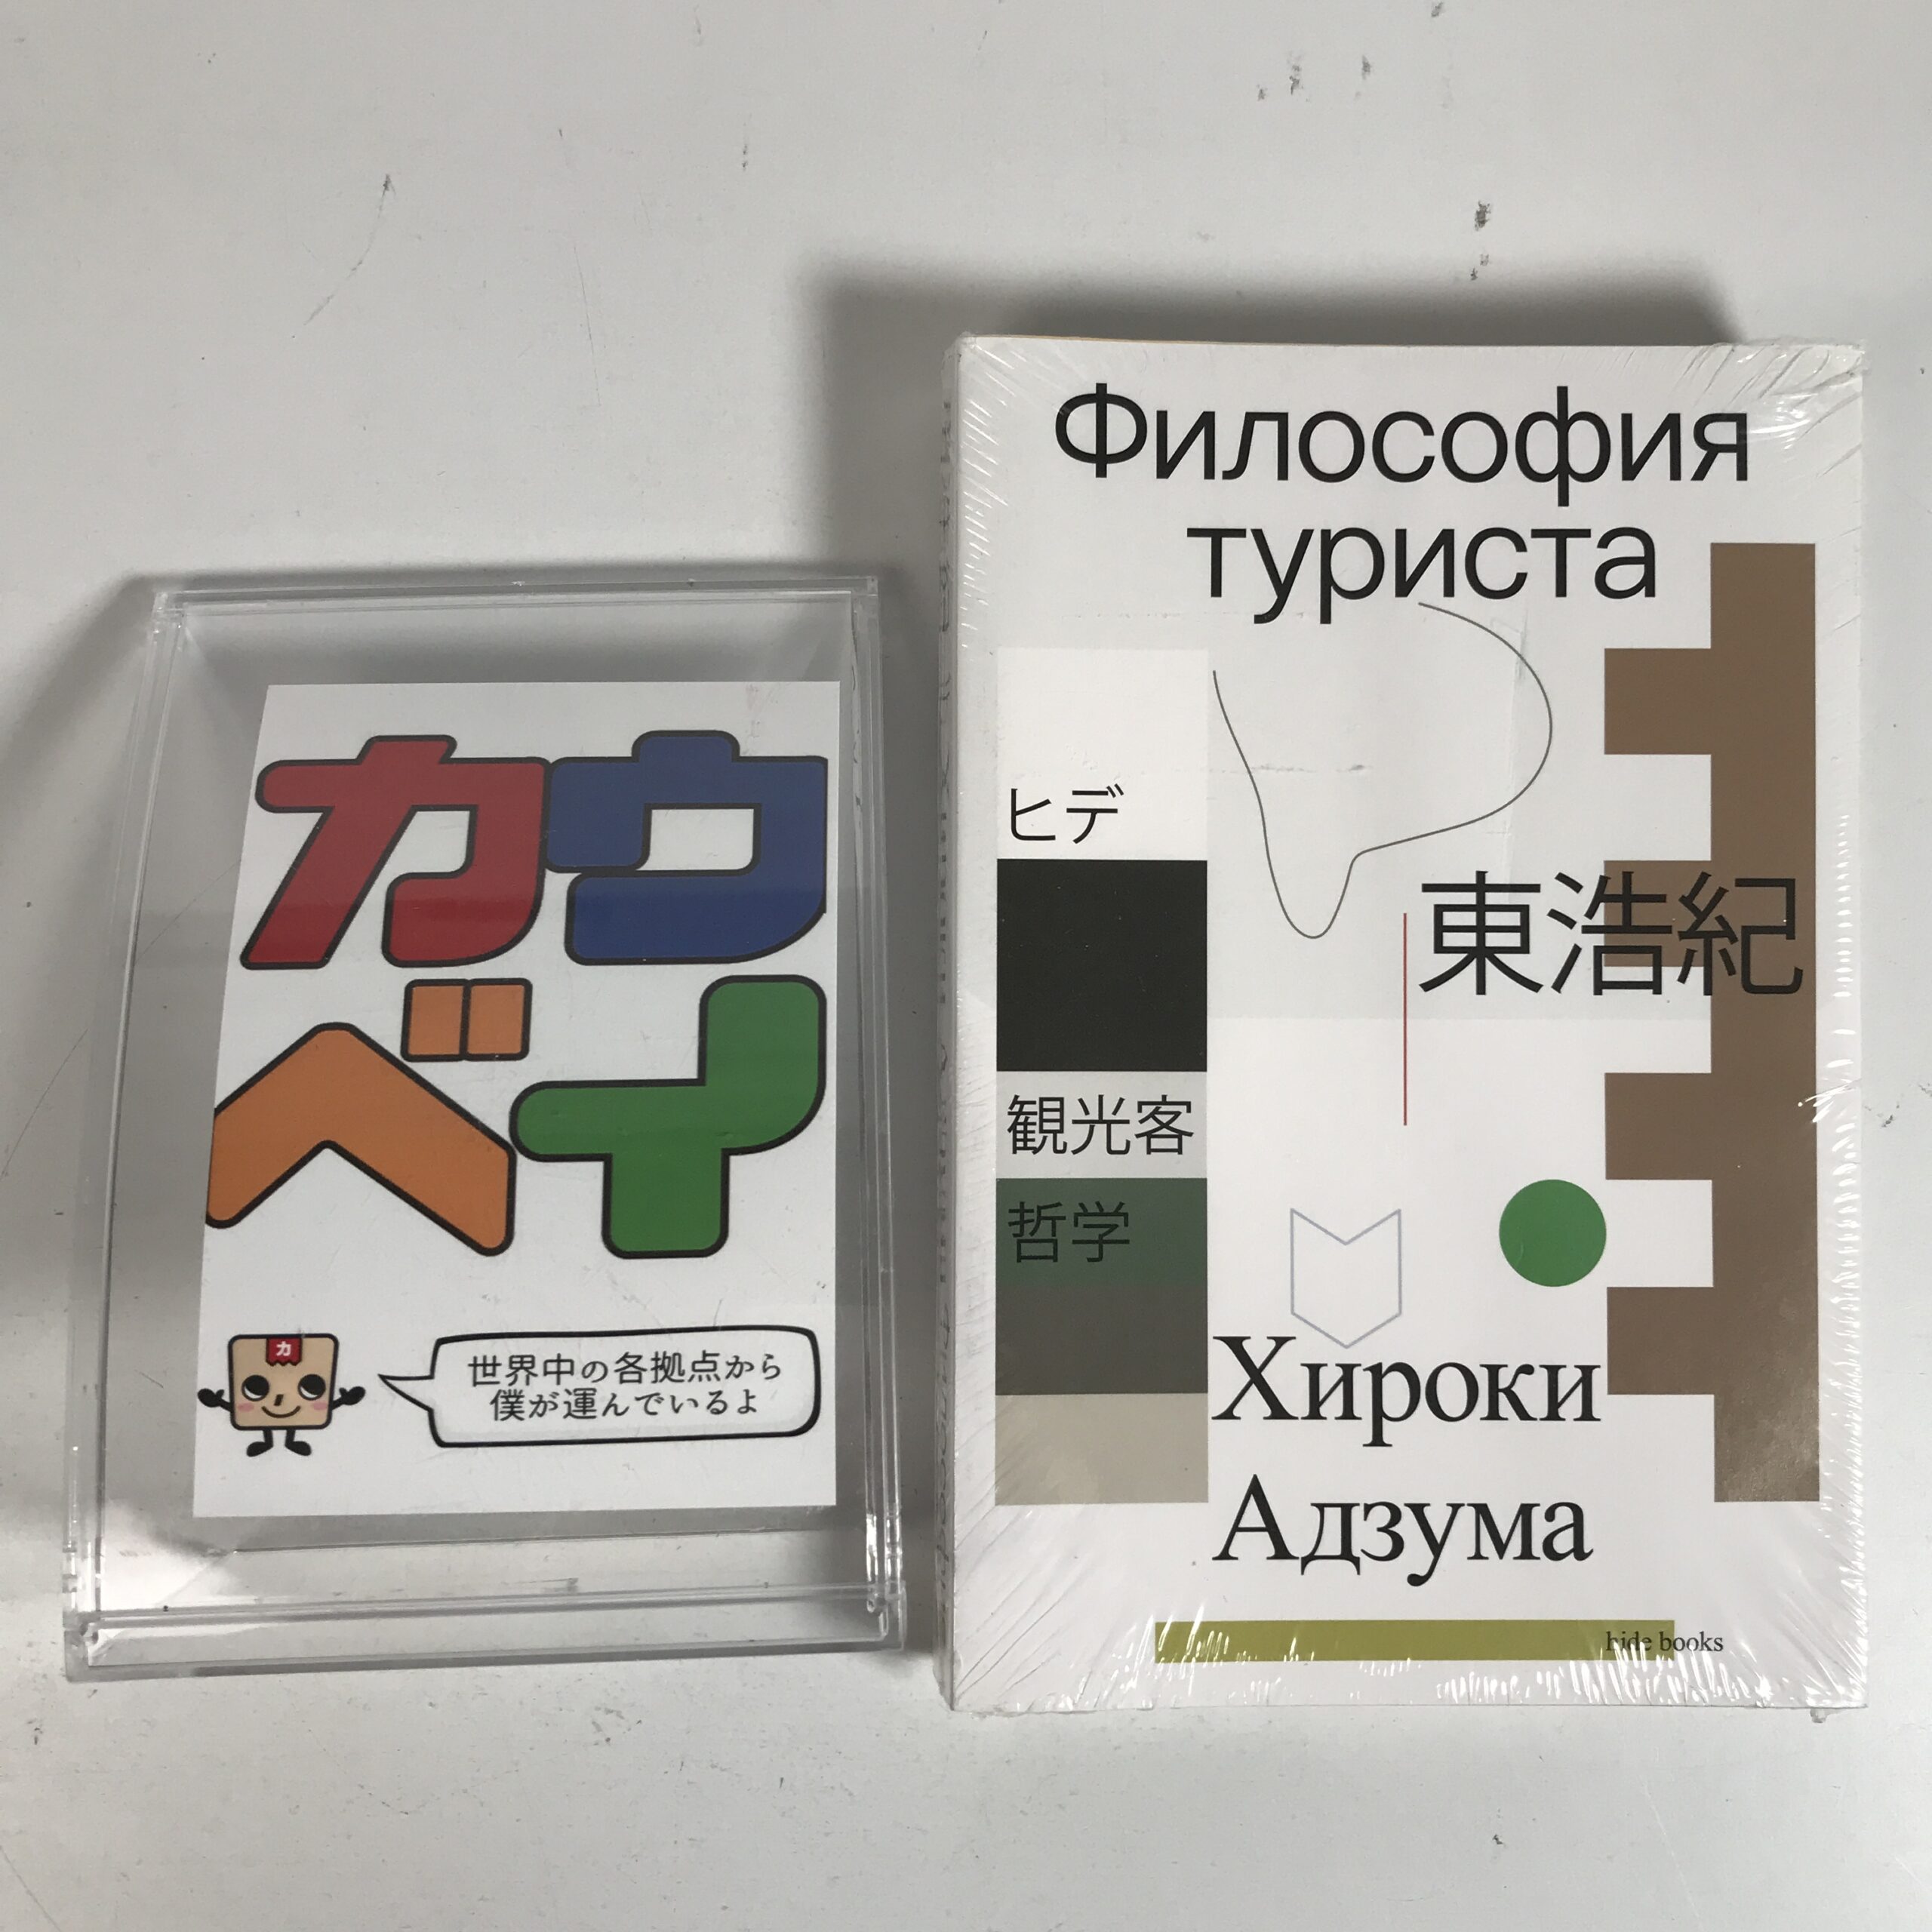 カウ
ベイ
カ
世界中の各拠点から
僕が運んでいるよ
Философия
туриста
ヒデ
東浩紀
観光客
哲学
Хироки
Адзума
hide books